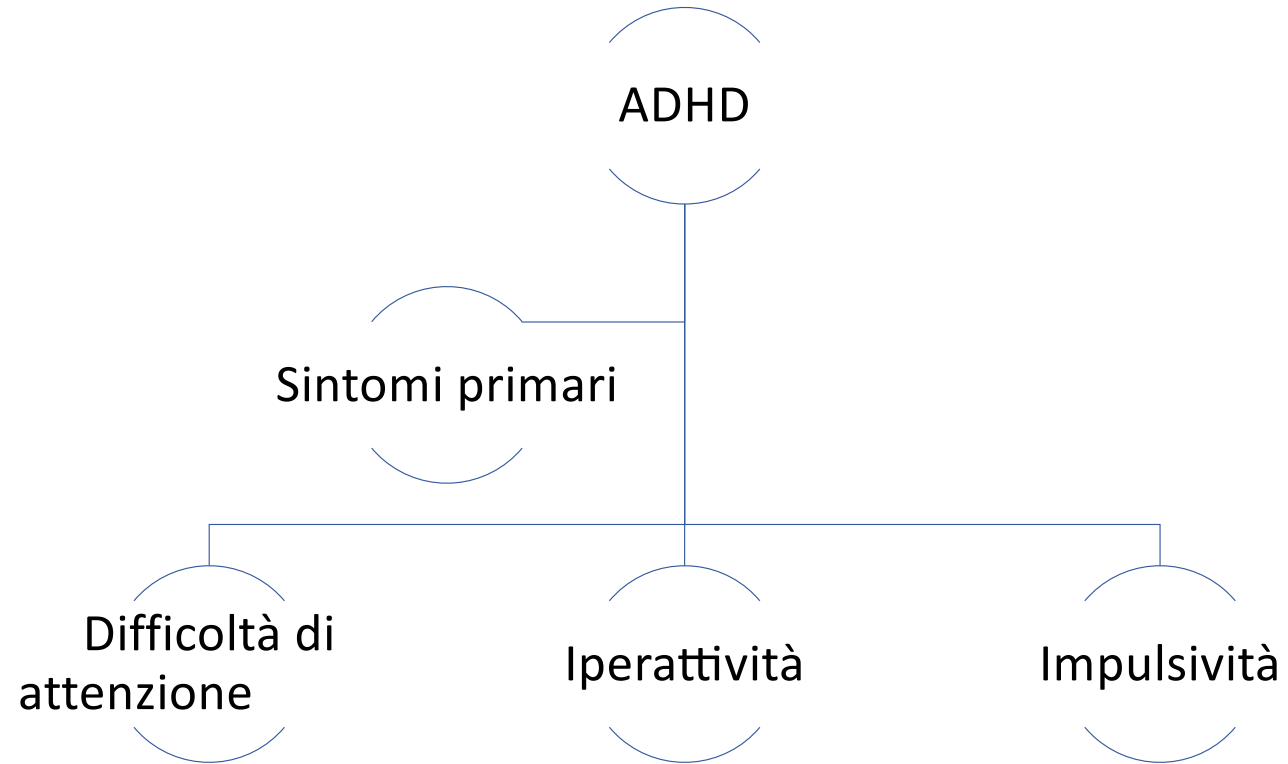 ADHD
Sintomi primari
Difficoltà di
attenzione
Iperattività
Impulsività